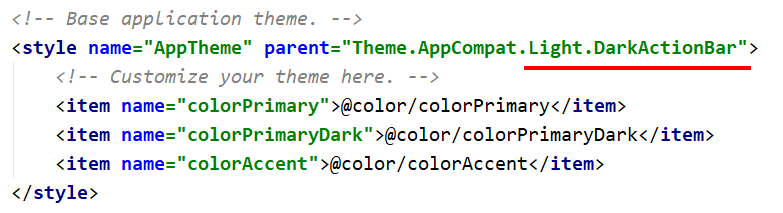 <!-- Base application theme. -->
<style name="AppTheme" parent="Theme.AppCompat.Light.DarkActionBar">
    <!-- Customize your theme here. -->
    <item name="colorPrimary">@color/colorPrimary</item>
    <item name="colorPrimaryDark">@color/colorPrimaryDark</item>
    <item name="colorAccent">@color/colorAccent</item>
</style>